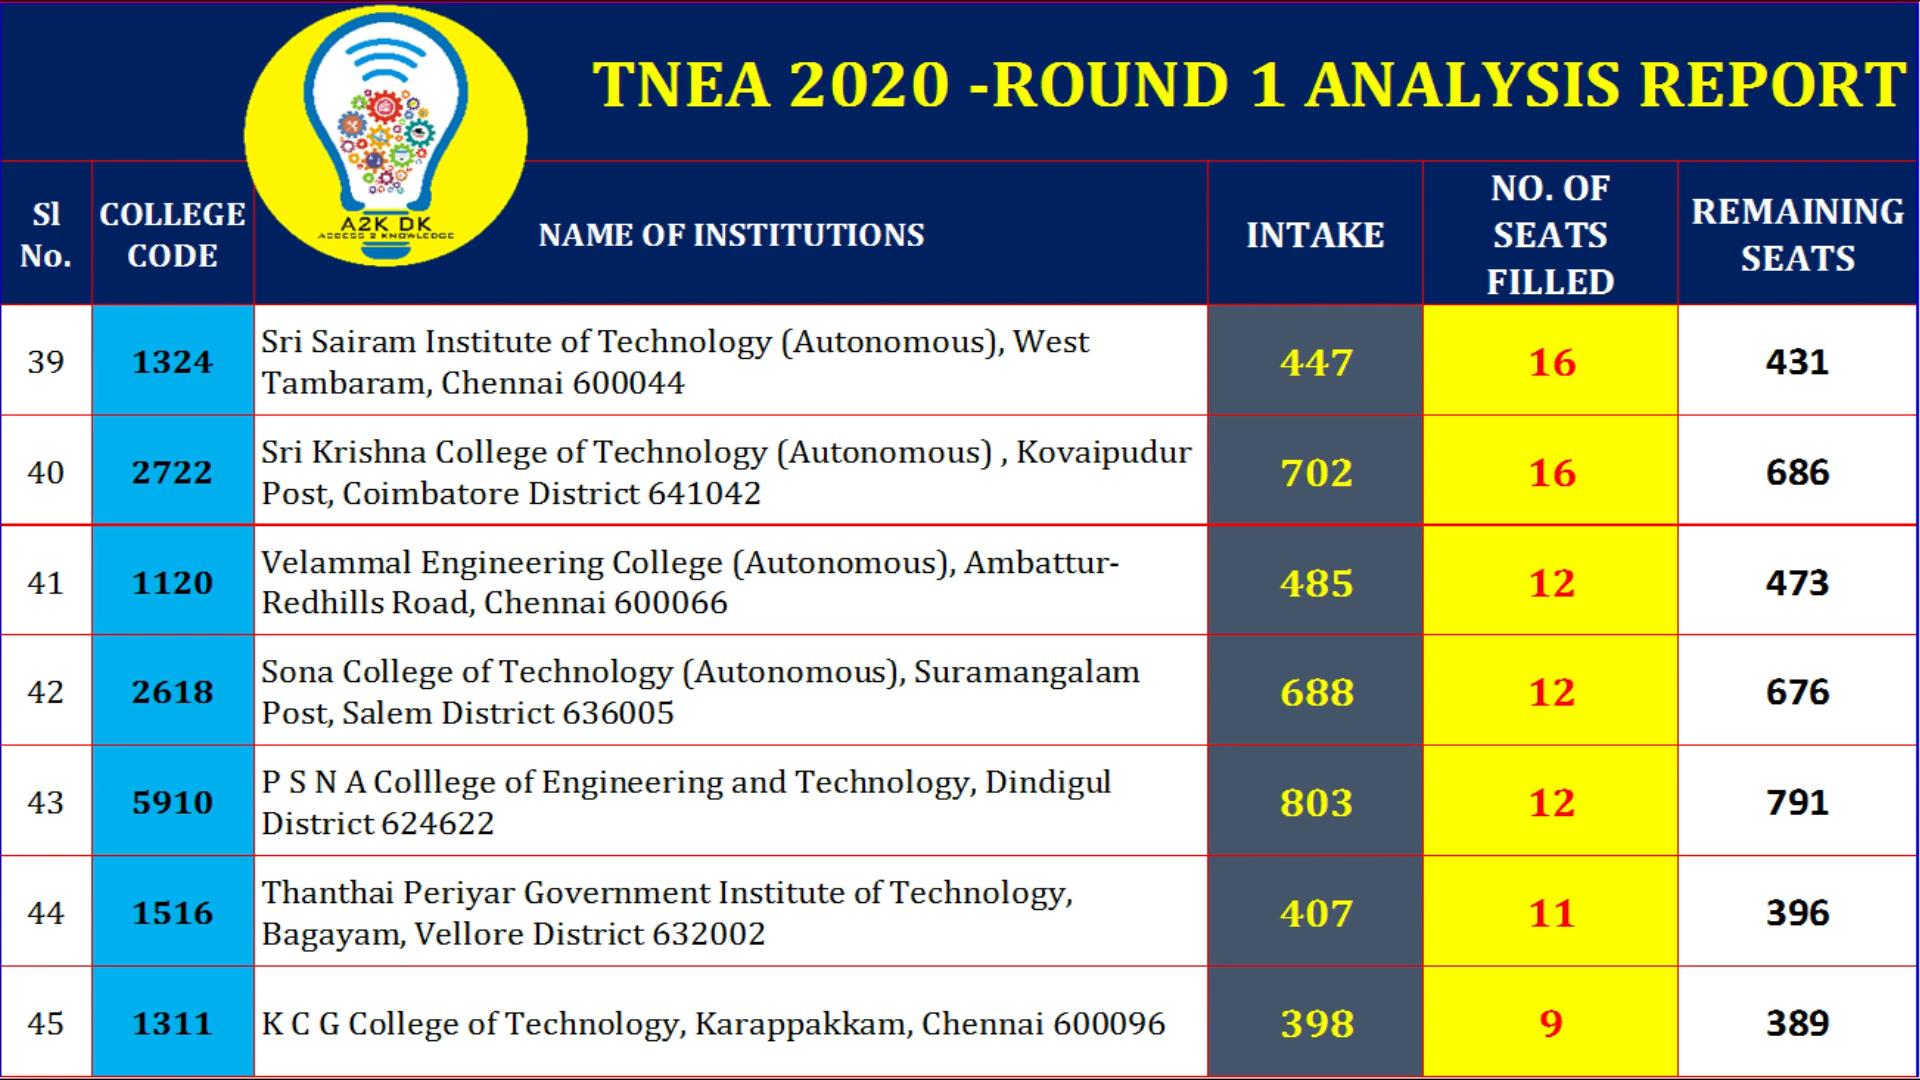 TNEA 2020 -ROUND 1 ANALYSIS REPORT
A2K DK
ACCESS 2 KNOWLEDGE
Sl
No.
COLLEGE
CODE
NAME OF INSTITUTIONS
INTAKE
NO. OF
SEATS
FILLED
REMAINING
SEATS
39
1324
Sri Sairam Institute of Technology (Autonomous), West
Tambaram, Chennai 600044
447
16
431
40
2722
Sri Krishna College of Technology (Autonomous) , Kovaipudur
Post, Coimbatore District 641042
702
16
686
41
1120
Velammal Engineering College (Autonomous), Ambattur-
Redhills Road, Chennai 600066
485
12
473
42
2618
Sona College of Technology (Autonomous), Suramangalam
Post, Salem District 636005
688
12
676
43
5910
P S N A Colllege of Engineering and Technology, Dindigul
District 624622
803
12
791
44
1516
Thanthai Periyar Government Institute of Technology,
Bagayam, Vellore District 632002
407
11
396
45
1311
K C G College of Technology, Karappakkam, Chennai 600096
398
9
389